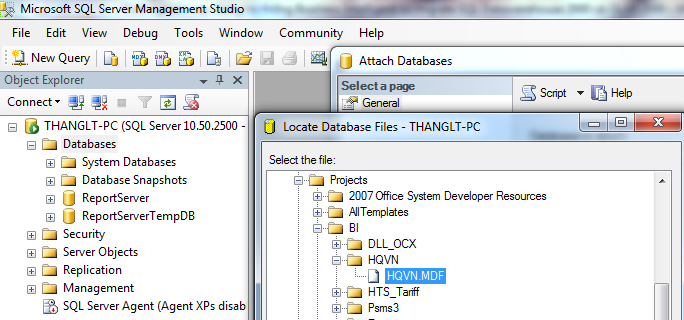 Microsoft SQL Server Management Studio
File Edit View Debug Tools Window Community Help
New Query
Object Explorer
Connect
THANGLT-PC (SQL Server 10.50.2500 -
Databases
System Databases
Database Snapshots
ReportServer
ReportServerTempDB
Security
Server Objects
Replication
Management
SQL Server Agent (Agent XPs disab
Attach Databases
Select a page
General
Script
Help
Locate Database Files - THANGLT-PC
Select the file:
Projects
2007 Office System Developer Resources
AllTemplates
BI
DLL_OCX
HQVN
HQVN.MDF
HTS_Tariff
Psms3